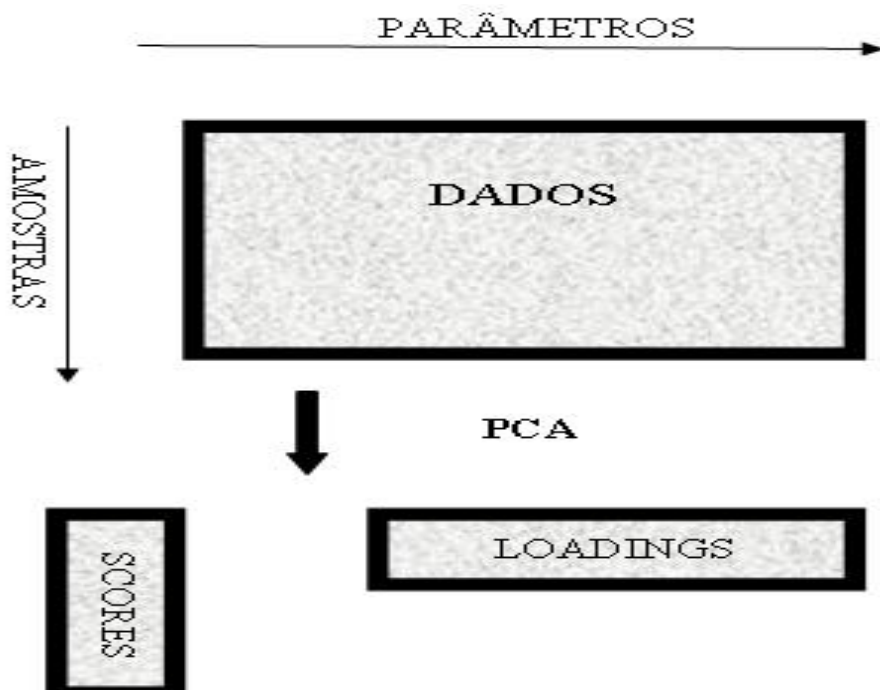 PARÂMETROS
AMOSTRAS
DADOS
PCA
SCORES
LOADINGS